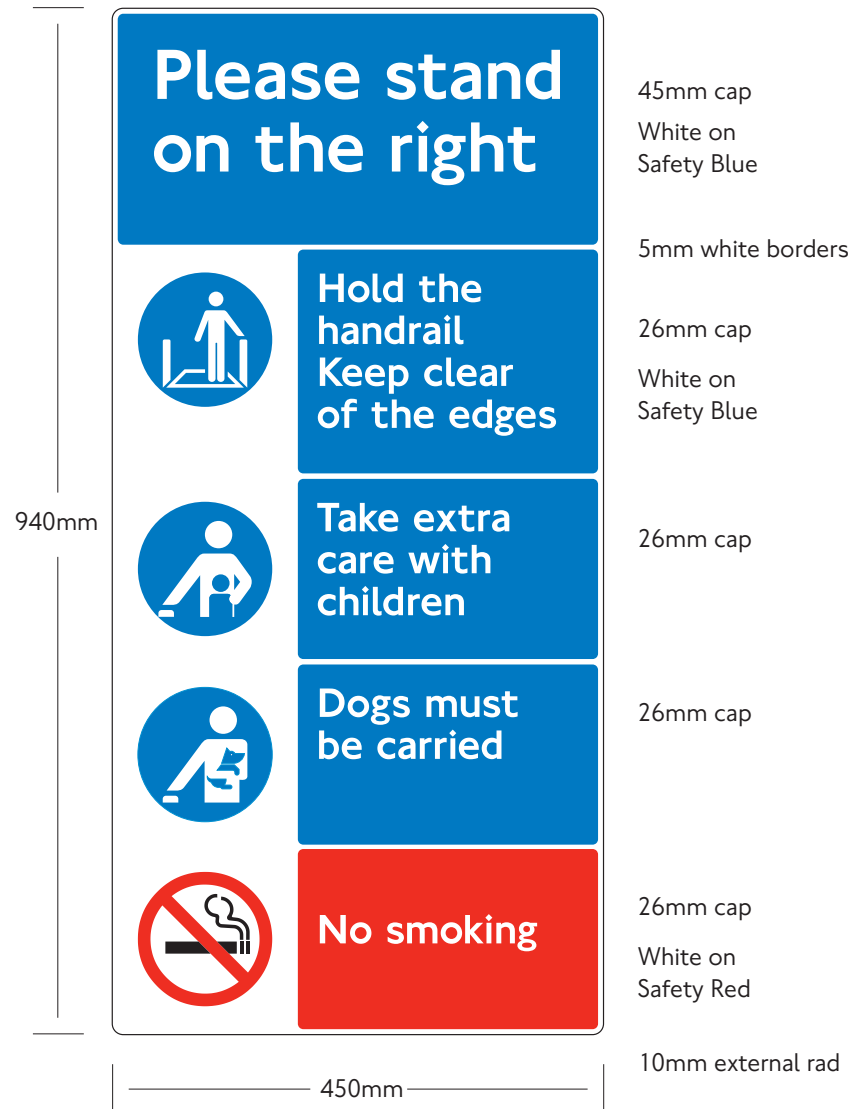 Please stand
on the right
45mm cap
White on
Safety Blue
5mm white borders
Hold the
handrail
Keep clear
of the edges
26mm cap
White on
Safety Blue
940mm
Take extra
care with
children
26mm cap
Dogs must
be carried
26mm cap
No smoking
26mm cap
White on
Safety Red
10mm external rad
450mm